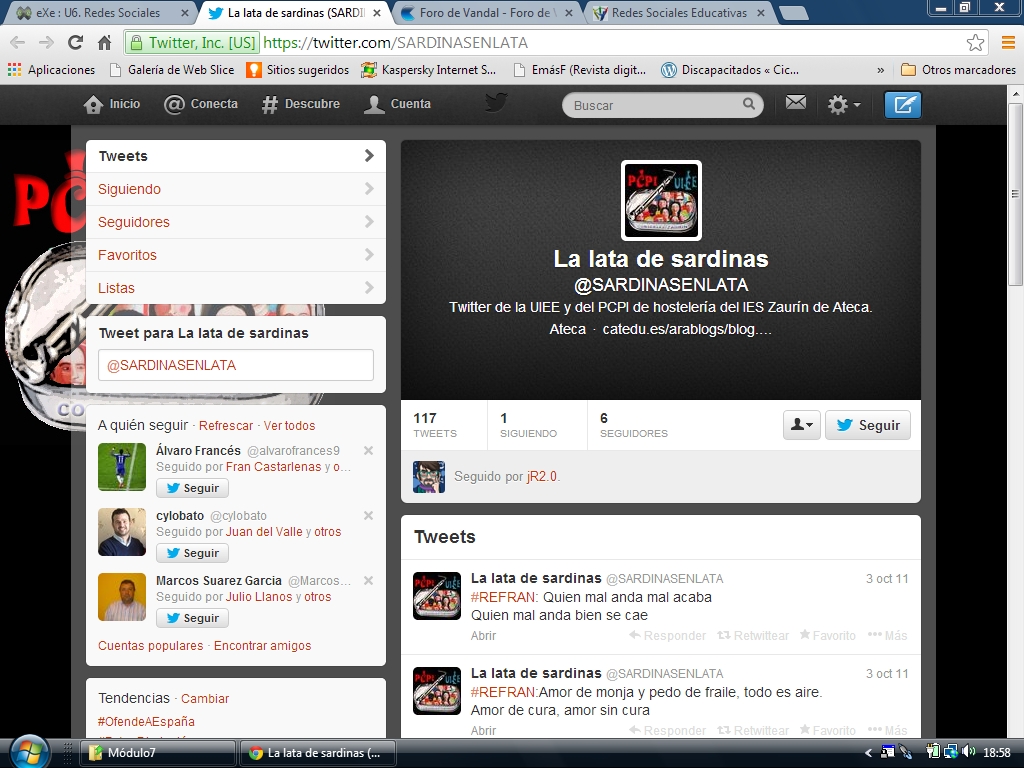 eXe : U6. Redes Sociales
La lata de sardinas (SARDI
Foro de Vandal - Foro de
Redes Sociales Educativas
Twitter, Inc. [US] https://twitter.com/SARDINASENLATA
Aplicaciones
Galería de Web Slice
Sitios sugeridos
Kaspersky Internet S...
EmásF (Revista digit...
Discapacitados « Cic...
»
Otros marcadores
Inicio
Conecta
Descubre
Cuenta
Buscar
Tweets
Siguiendo
Seguidores
Favoritos
Listas
Tweet para La lata de sardinas
@SARDINASENLATA
A quién seguir · Refrescar · Ver todos
Álvaro Francés @alvarofrances9
Seguido por Fran Castarlenas y o...
Seguir
cylobato @cylobato
Seguido por Juan del Valle y otros
Seguir
Marcos Suarez Garcia @Marcos...
Seguido por Julio Llanos y otros
Seguir
Cuentas populares · Encontrar amigos
Tendencias · Cambiar
#OfendeAEspaña
PCPI UIEE
La lata de sardinas
@SARDINASENLATA
Twitter de la UIEE y del PCPI de hostelería del IES Zaurín de Ateca.
Ateca · catedu.es/arablogs/blog....
117
TWEETS
1
SIGUIENDO
6
SEGUIDORES
Seguir
Seguido por jR2.0.
Tweets
La lata de sardinas @SARDINASENLATA 3 oct 11
#REFRAN: Quien mal anda mal acaba
Quien mal anda bien se cae
Abrir Responder Retwittear Favorito Más
La lata de sardinas @SARDINASENLATA 3 oct 11
#REFRAN:Amor de monja y pedo de fraile, todo es aire.
Amor de cura, amor sin cura
Abrir Responder Retwittear Favorito Más
Módulo7
La lata de sardinas (...
18:58